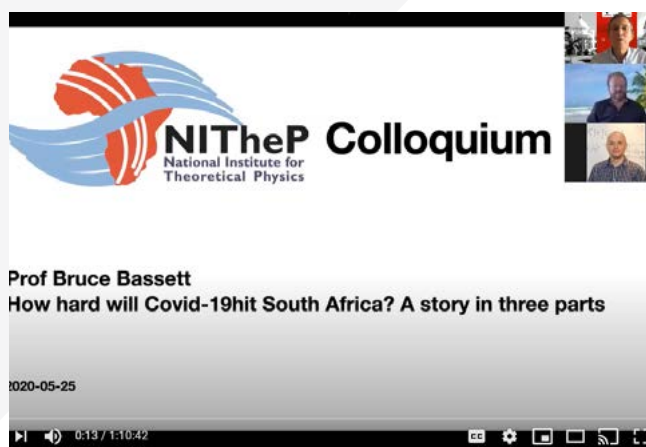 NITheP Colloquium
National Institute for
Theoretical Physics
Prof Bruce Bassett
How hard will Covid-19hit South Africa? A story in three parts
2020-05-25
0:13 / 1:10:42
CC